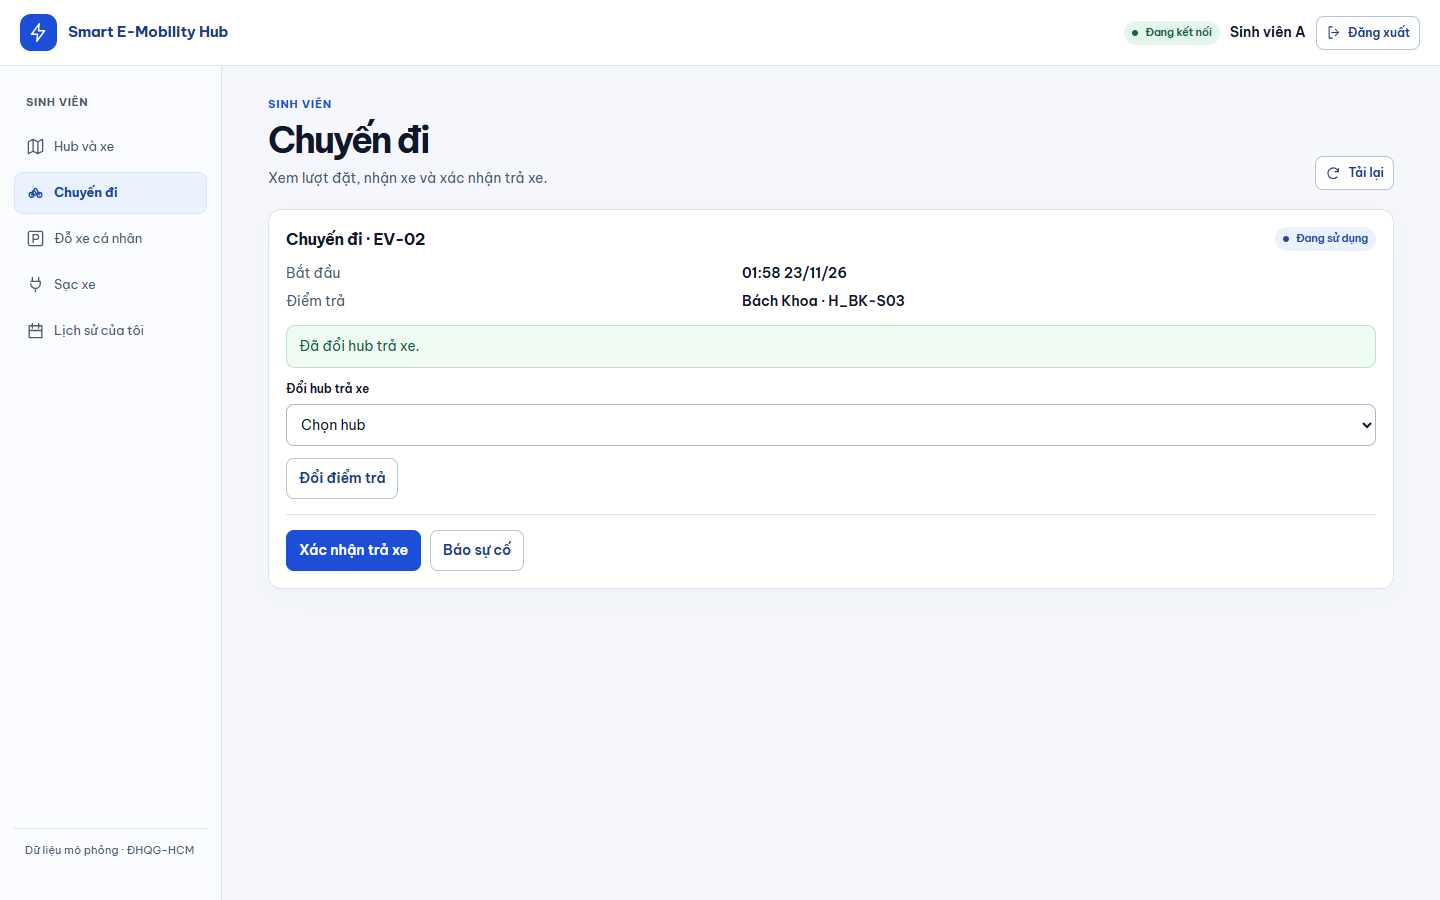 Smart E-Mobility Hub
Đang kết nối
Sinh viên A
Đăng xuất
SINH VIÊN
Hub và xe
Chuyến đi
Đỗ xe cá nhân
Sạc xe
Lịch sử của tôi
Dữ liệu mô phỏng · ĐHQG-HCM
SINH VIÊN
Chuyến đi
Xem lượt đặt, nhận xe và xác nhận trả xe.
Tải lại
Chuyến đi · EV-02
Đang sử dụng
Bắt đầu 01:58 23/11/26
Điểm trả Bách Khoa · H_BK-S03
Đã đổi hub trả xe.
Đổi hub trả xe
Chọn hub
Đổi điểm trả
Xác nhận trả xe
Báo sự cố